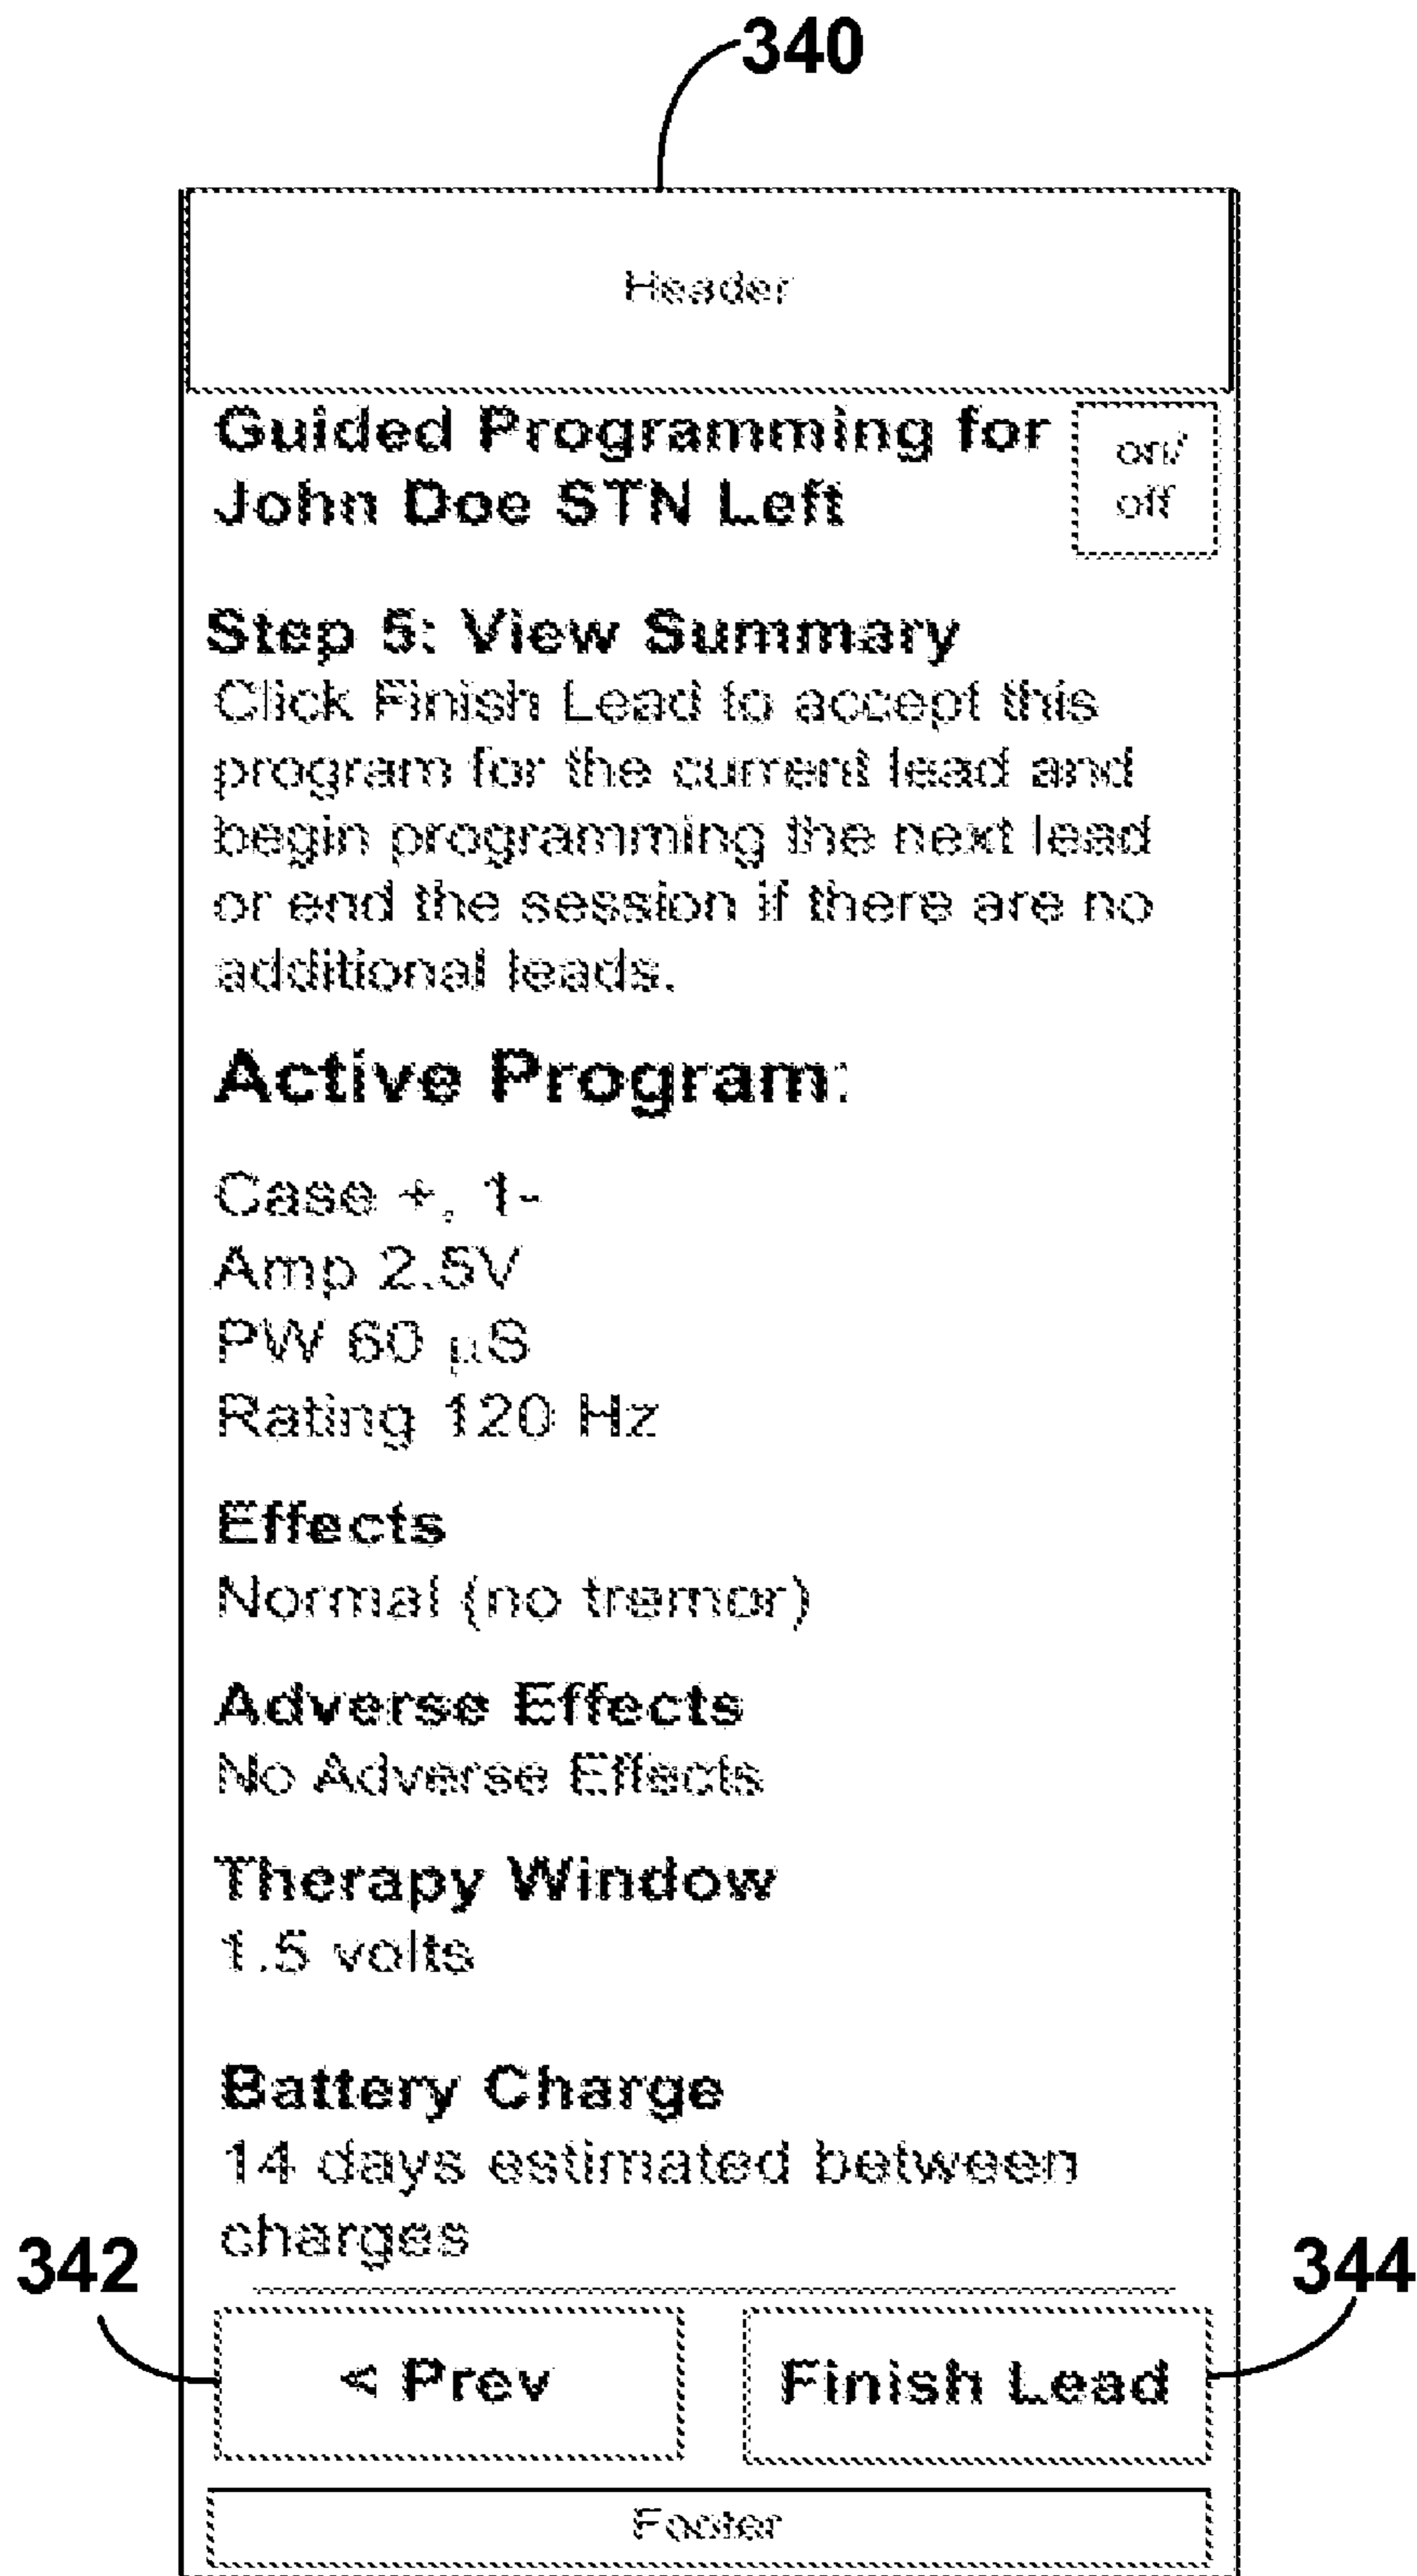 340
Header
Guided Programming for
John Doe STN Left
on/
off
Step 5: View Summary
Click Finish Lead to accept this
program for the current lead and
begin programming the next lead
or end the session if there are no
additional leads.
Active Program:
Case +, 1-
Amp 2.5V
PW 60 µS
Rating 120 Hz
Effects
Normal (no tremor)
Adverse Effects
No Adverse Effects
Therapy Window
1.5 volts
Battery Charge
14 days estimated between
charges
342
344
< Prev
Finish Lead
Footer